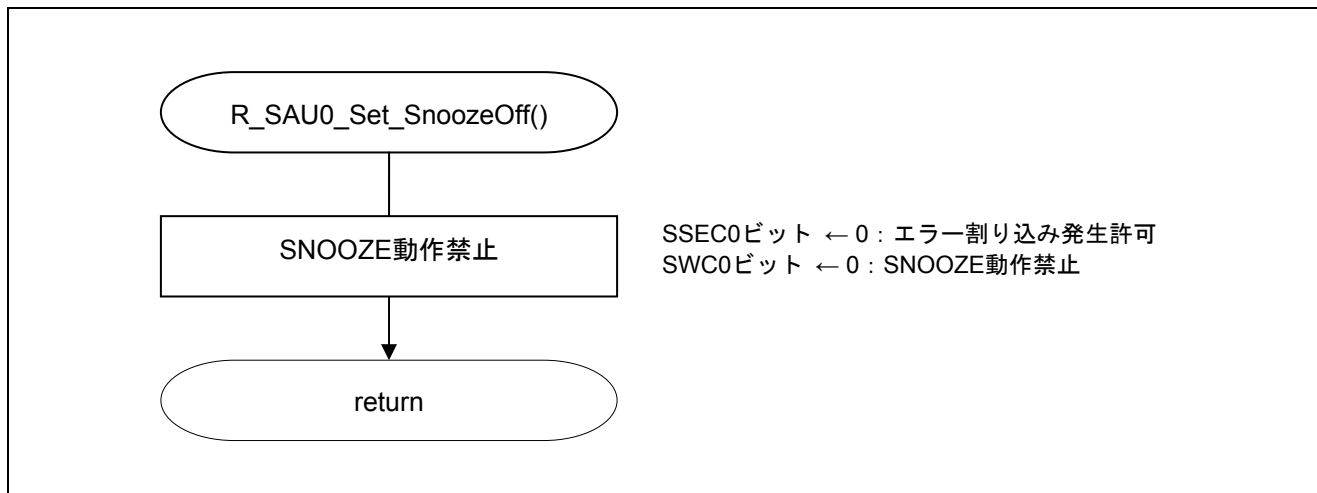 R_SAU0_Set_SnoozeOff()
SNOOZE動作禁止
SSEC0ビット ← 0：エラー割り込み発生許可
SWC0ビット ← 0：SNOOZE動作禁止
return